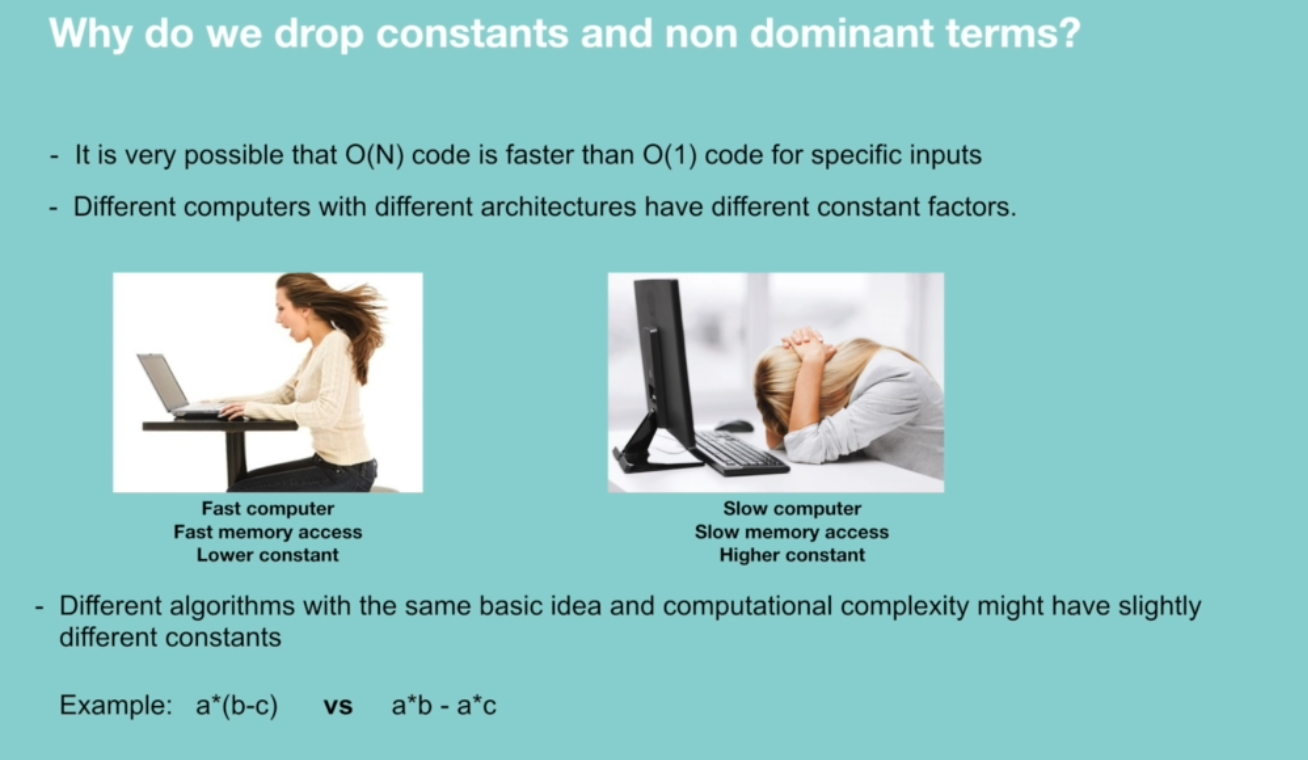 Why do we drop constants and non dominant terms?
- It is very possible that O(N) code is faster than O(1) code for specific inputs
- Different computers with different architectures have different constant factors.
Fast computer
Fast memory access
Lower constant
Slow computer
Slow memory access
Higher constant
- Different algorithms with the same basic idea and computational complexity might have slightly
different constants
Example: a*(b-c) vs a*b - a*c